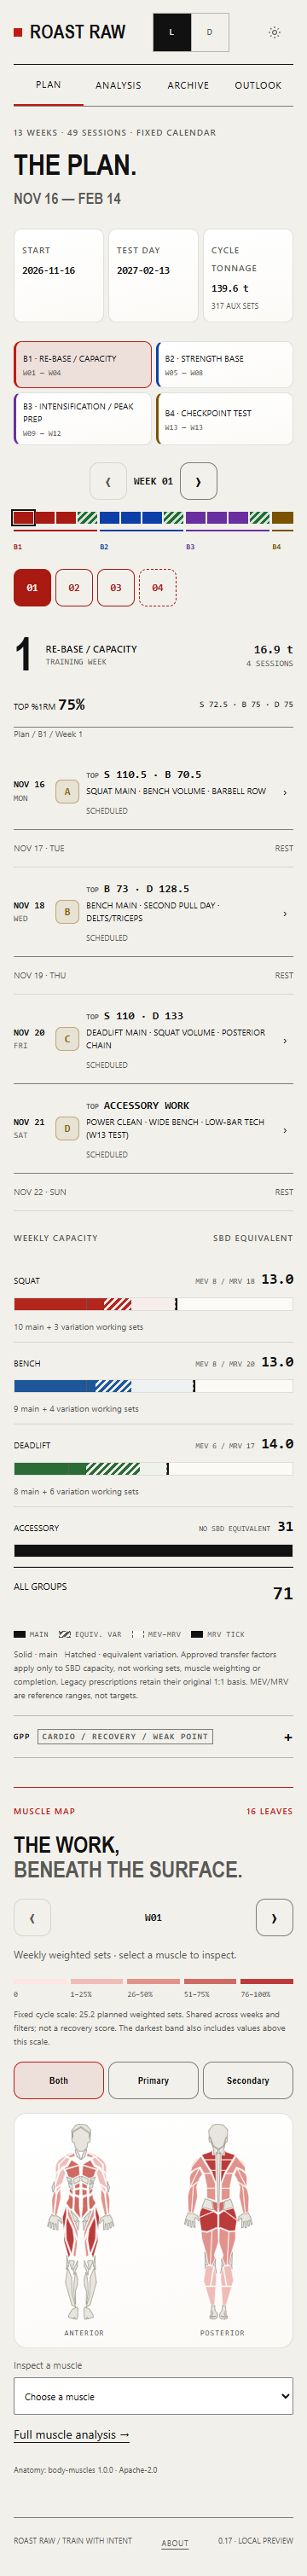 ROAST RAW
L D
PLAN ANALYSIS ARCHIVE OUTLOOK
13 WEEKS · 49 SESSIONS · FIXED CALENDAR
THE PLAN.
NOV 16 — FEB 14
START
2026-11-16
TEST DAY
2027-02-13
CYCLE
TONNAGE
139.6 t
317 AUX SETS
B1 · RE-BASE / CAPACITY
W01 — W04
B2 · STRENGTH BASE
W05 — W08
B3 · INTENSIFICATION / PEAK
PREP
W09 — W12
B4 · CHECKPOINT TEST
W13 — W13
‹ WEEK 01 ›
B1 B2 B3 B4
01 02 03 04
1 RE-BASE / CAPACITY 16.9 t
TRAINING WEEK 4 SESSIONS
TOP %1RM 75% S 72.5 · B 75 · D 75
Plan / B1 / Week 1
NOV 16
MON
A
TOP S 110.5 · B 70.5
SQUAT MAIN · BENCH VOLUME · BARBELL ROW ›
SCHEDULED
NOV 17 · TUE REST
NOV 18
WED
B
TOP B 73 · D 128.5
BENCH MAIN · SECOND PULL DAY ·
DELTS/TRICEPS ›
SCHEDULED
NOV 19 · THU REST
NOV 20
FRI
C
TOP S 110 · D 133
DEADLIFT MAIN · SQUAT VOLUME · POSTERIOR
CHAIN ›
SCHEDULED
NOV 21
SAT
D
TOP ACCESSORY WORK
POWER CLEAN · WIDE BENCH · LOW-BAR TECH
(W13 TEST) ›
SCHEDULED
NOV 22 · SUN REST
WEEKLY CAPACITY SBD EQUIVALENT
SQUAT MEV 8 / MRV 18 13.0
10 main + 3 variation working sets
BENCH MEV 8 / MRV 20 13.0
9 main + 4 variation working sets
DEADLIFT MEV 6 / MRV 17 14.0
8 main + 6 variation working sets
ACCESSORY NO SBD EQUIVALENT 31
ALL GROUPS 71
MAIN EQUIV. VAR MEV–MRV MRV TICK
Solid · main Hatched · equivalent variation. Approved transfer factors
apply only to SBD capacity, not working sets, muscle weighting or
completion. Legacy prescriptions retain their original 1:1 basis. MEV/MRV
are reference ranges, not targets.
GPP CARDIO / RECOVERY / WEAK POINT +
MUSCLE MAP 16 LEAVES
THE WORK,
BENEATH THE SURFACE.
‹ W01 ›
Weekly weighted sets · select a muscle to inspect.
0 1–25% 26–50% 51–75% 76–100%
Fixed cycle scale: 25.2 planned weighted sets. Shared across weeks and
filters; not a recovery score. The darkest band also includes values above
this scale.
Both Primary Secondary
ANTERIOR POSTERIOR
Inspect a muscle
Choose a muscle
Full muscle analysis →
Anatomy: body-muscles 1.0.0 · Apache-2.0
ROAST RAW / TRAIN WITH INTENT ABOUT 0.17 · LOCAL PREVIEW